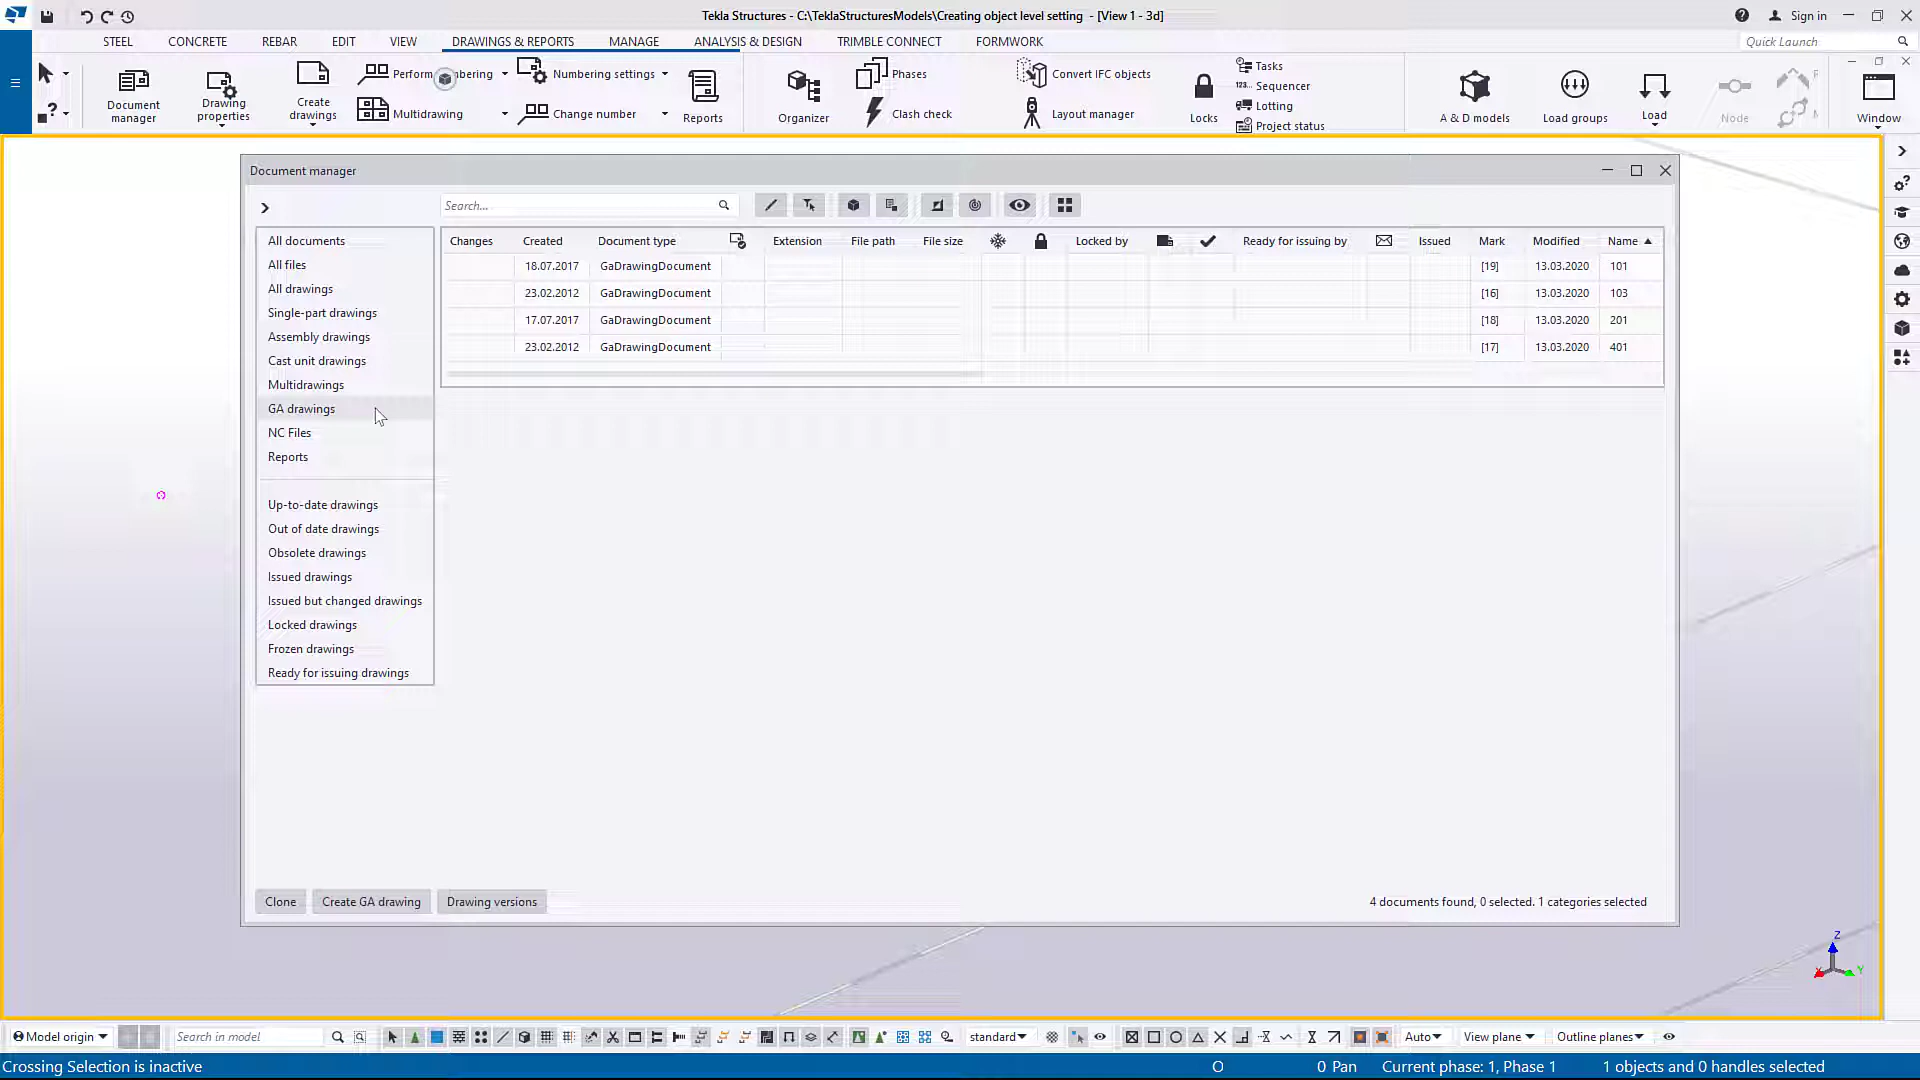 Tekla Structures - C:\TeklaStructuresModels\Creating object level setting - [View 1 - 3d]
Sign in
STEEL CONCRETE REBAR EDIT VIEW DRAWINGS & REPORTS MANAGE ANALYSIS & DESIGN TRIMBLE CONNECT FORMWORK
Quick Launch
Document manager
Drawing properties
Create drawings
Perform bering
Multidrawing
Numbering settings
Change number
Reports
Organizer
Phases
Clash check
Convert IFC objects
Layout manager
Locks
Tasks
Sequencer
Lotting
Project status
A & D models
Load groups
Load
Node
Window
Document manager
Search...
All documents
All files
All drawings
Single-part drawings
Assembly drawings
Cast unit drawings
Multidrawings
GA drawings
NC Files
Reports
Up-to-date drawings
Out of date drawings
Obsolete drawings
Issued drawings
Issued but changed drawings
Locked drawings
Frozen drawings
Ready for issuing drawings
Changes Created Document type Extension File path File size Locked by Ready for issuing by Issued Mark Modified Name
18.07.2017 GaDrawingDocument [19] 13.03.2020 101
23.02.2012 GaDrawingDocument [16] 13.03.2020 103
17.07.2017 GaDrawingDocument [18] 13.03.2020 201
23.02.2012 GaDrawingDocument [17] 13.03.2020 401
Clone Create GA drawing Drawing versions
4 documents found, 0 selected. 1 categories selected
Z
X
Y
Model origin Search in model standard Auto View plane Outline planes
Crossing Selection is inactive O 0 Pan Current phase: 1, Phase 1 1 objects and 0 handles selected